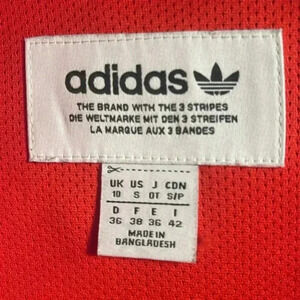 adidas
THE BRAND WITH THE 3 STRIPES
DIE WELTMARKE MIT DEN 3 STREIFEN
LA MARQUE AUX 3 BANDES
UK US J CDN
10 S OT S/P
D F E I
36 38 36 42
MADE IN
BANGLADESH